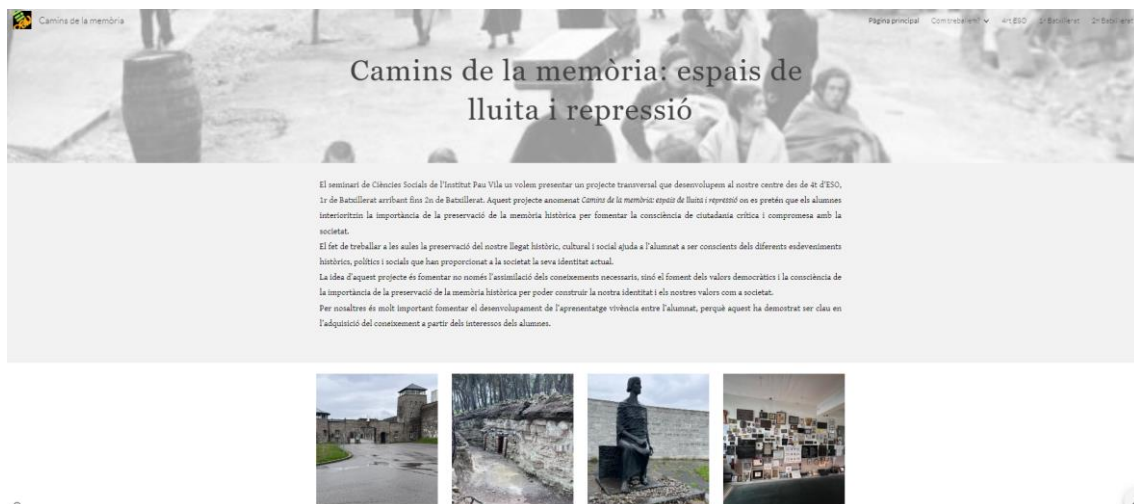 Camins de la memòria
Pàgina principal Com treballem? 4rt ESO 1r Batxillerat 2n Batxillerat
Camins de la memòria: espais de
lluita i repressió
El seminari de Ciències Socials de l'Institut Pau Vila us volem presentar un projecte transversal que desenvolupem al nostre centre des de 4t d'ESO,
1r de Batxillerat arribant fins 2n de Batxillerat. Aquest projecte anomenat Camins de la memòria: espais de lluita i repressió on es pretén que els alumnes
interioritzin la importància de la preservació de la memòria històrica per fomentar la consciència de ciutadania crítica i compromesa amb la
societat.
El fet de treballar a les aules la preservació del nostre llegat històric, cultural i social ajuda a l'alumnat a ser conscients dels diferents esdeveniments
històrics, polítics i socials que han proporcionat a la societat la seva identitat actual.
La idea d'aquest projecte és fomentar no només l'assimilació dels coneixements necessaris, sinó el foment dels valors democràtics i la consciència de
la importància de la preservació de la memòria històrica per poder construir la nostra identitat i els nostres valors com a societat.
Per nosaltres és molt important fomentar el desenvolupament de l'aprenentatge vivència entre l'alumnat, perquè aquest ha demostrat ser clau en
l'adquisició del coneixement a partir dels interessos dels alumnes.